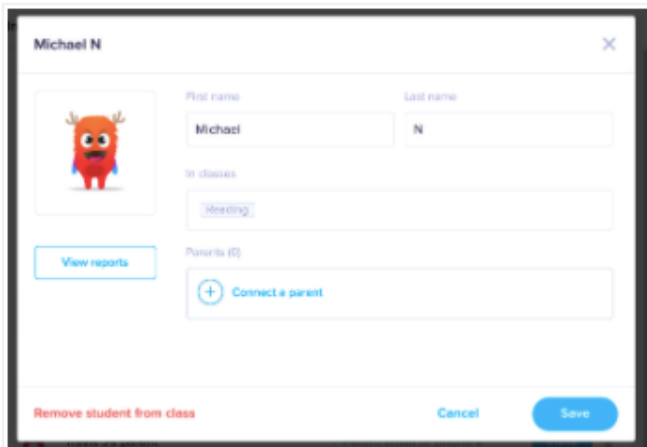 Michael N
First name
Last name
Michael
N
In classes
Reading
View reports
Parents (0)
Connect a parent
Remove student from class
Cancel
Save